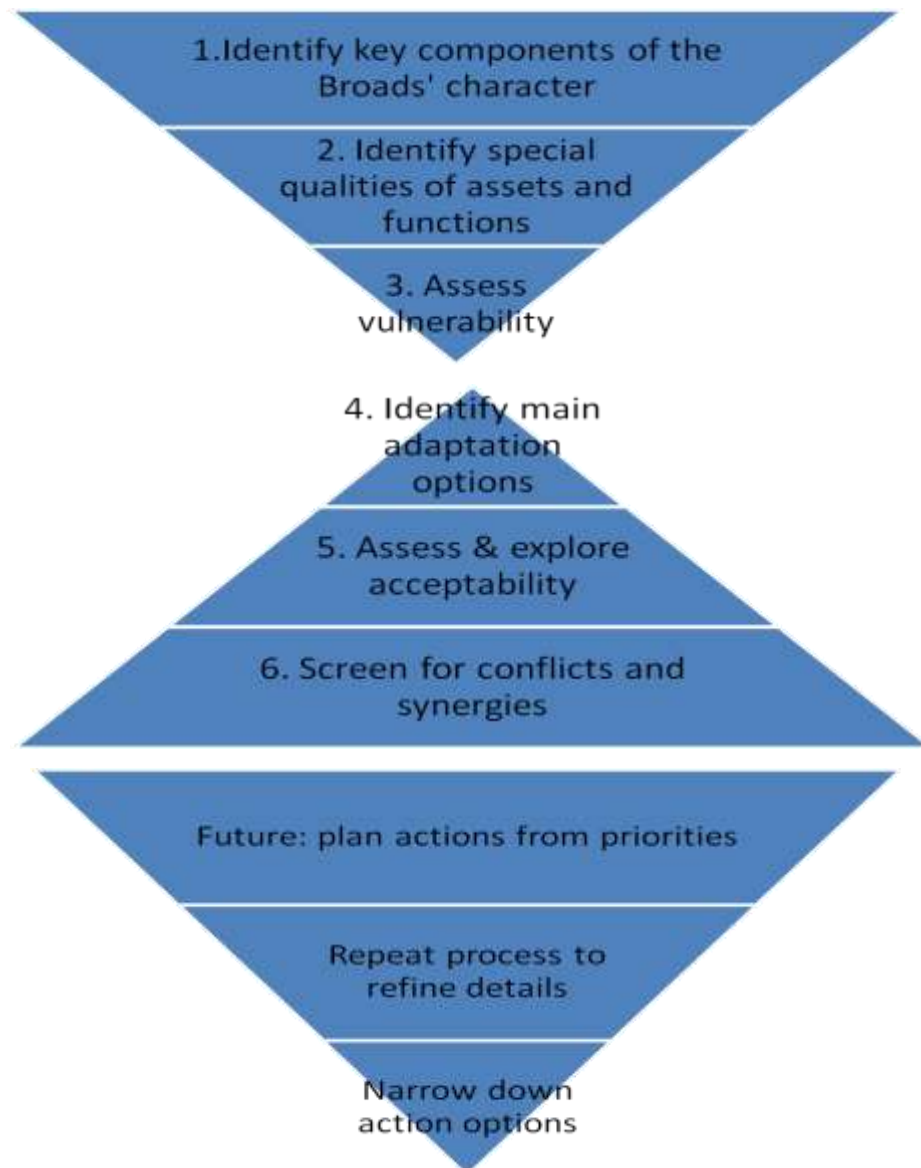 1.Identify key components of the
Broads' character
2. Identify special
qualities of assets and
functions
3. Assess
vulnerability
4. Identify main
adaptation
options
5. Assess & explore
acceptability
6. Screen for conflicts and
synergies
Future: plan actions from priorities
Repeat process to
refine details
Narrow down
action options